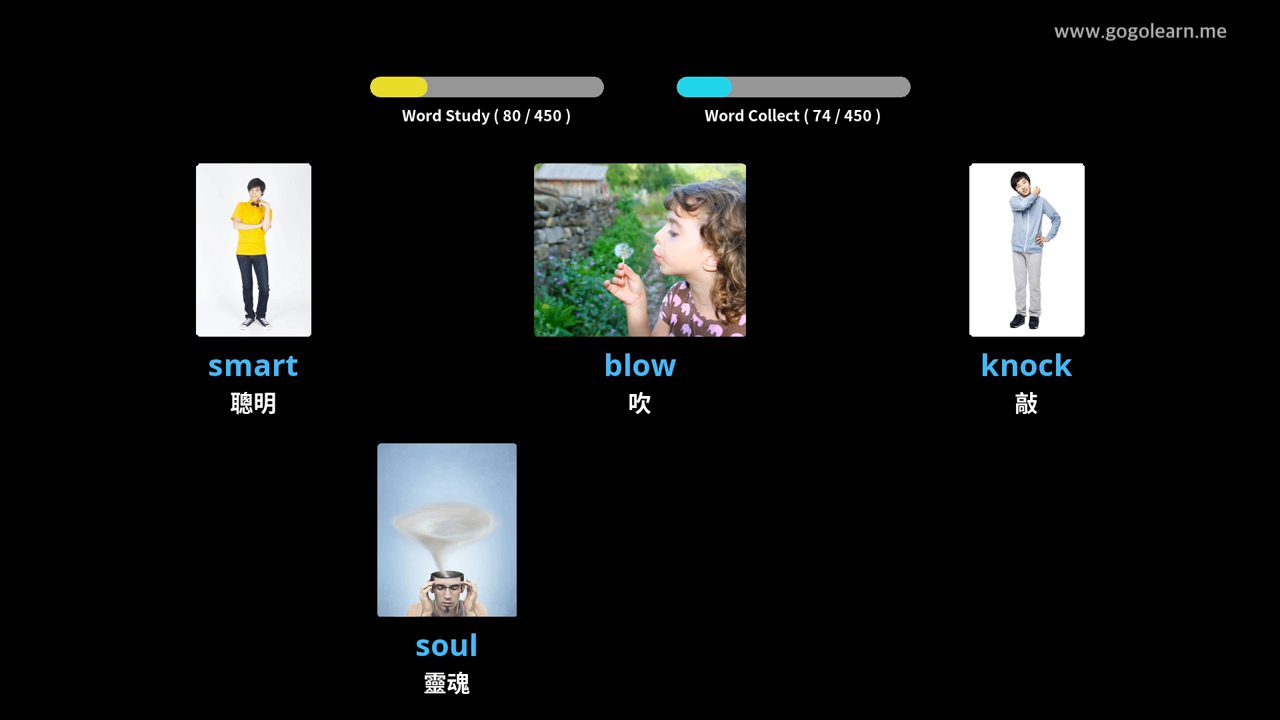 www.gogolearn.me
Word Study ( 80 / 450 )
Word Collect ( 74 / 450 )
smart
聰明
blow
吹
knock
敲
soul
靈魂